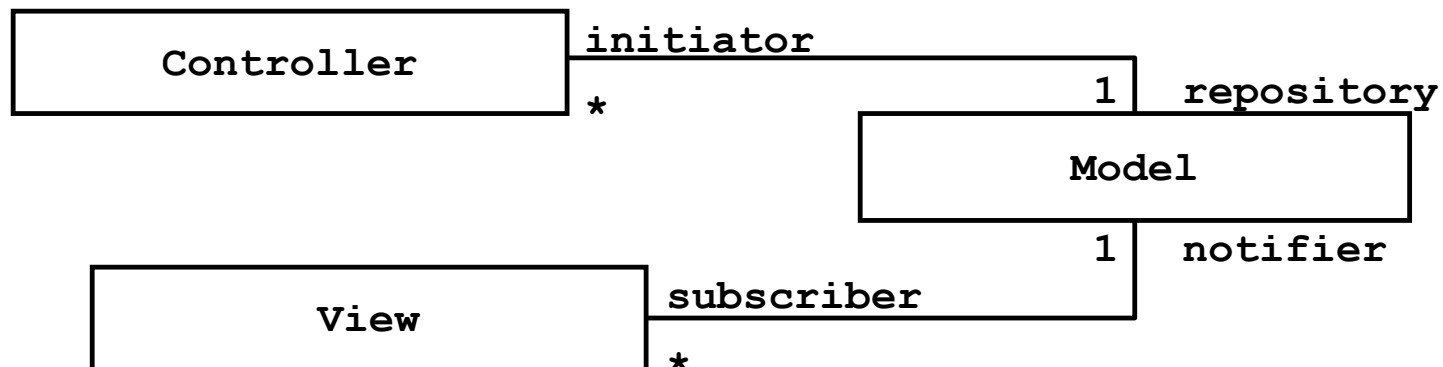 Controller
initiator
*
1 repository
Model
1 notifier
View
subscriber
*